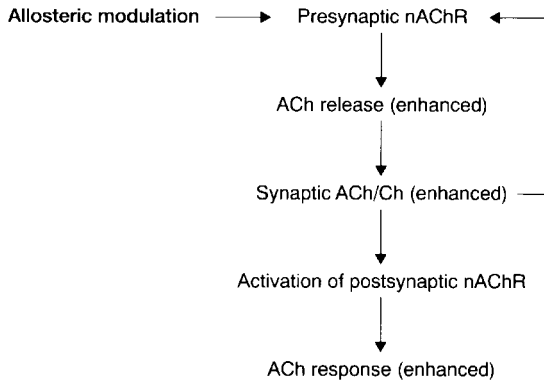 Allosteric modulation
Presynaptic nAChR
ACh release (enhanced)
Synaptic ACh/Ch (enhanced)
Activation of postsynaptic nAChR
ACh response (enhanced)